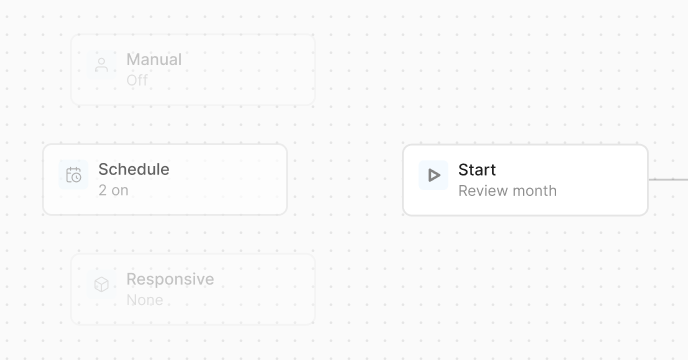 Manual
Off
Schedule
2 on
Start
Review month
Responsive
None